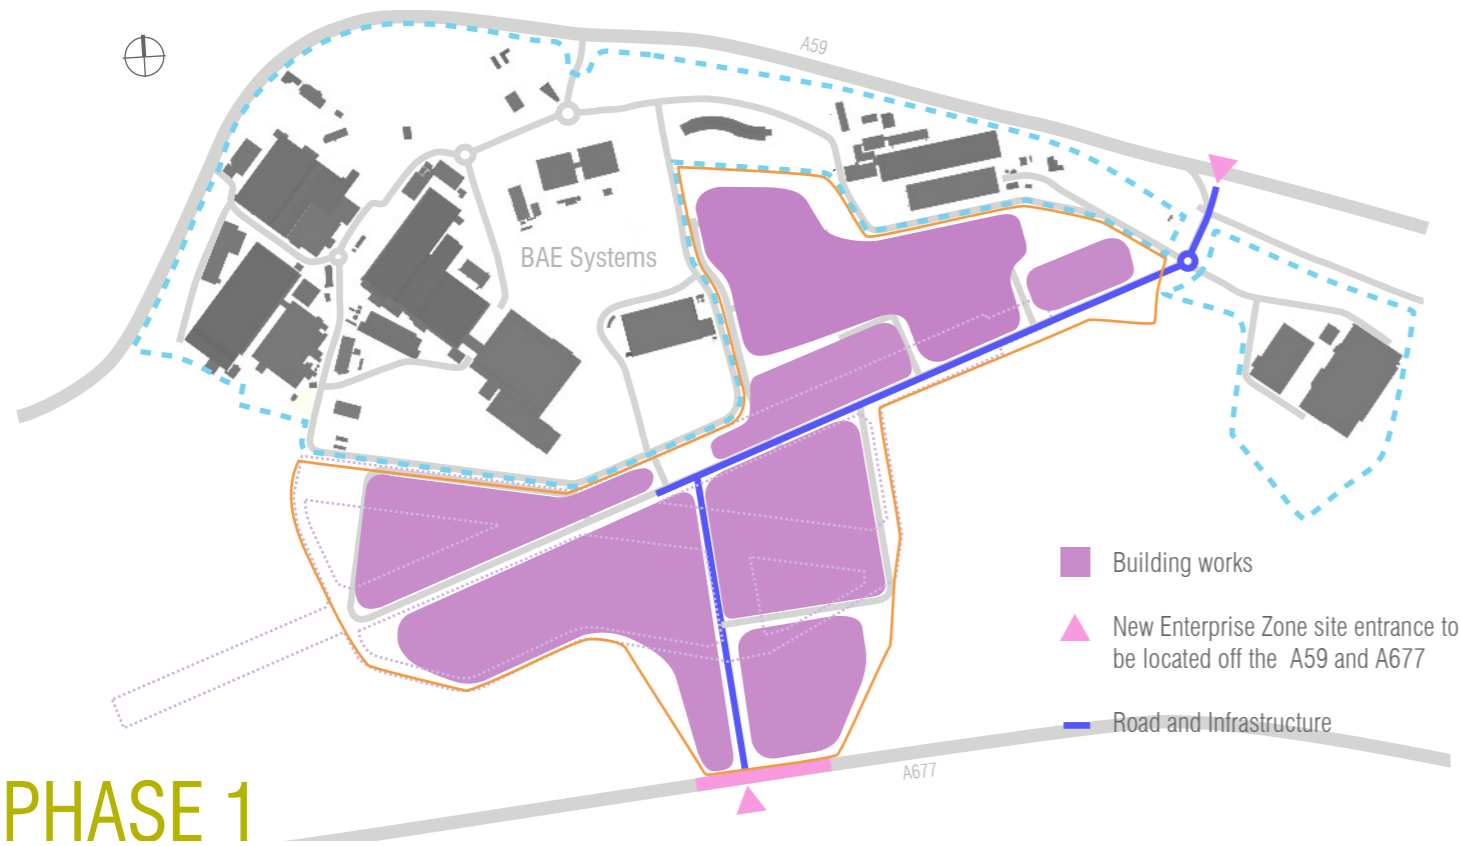 A59
BAE Systems
Building works
New Enterprise Zone site entrance to
be located off the A59 and A677
Road and Infrastructure
A677
PHASE 1